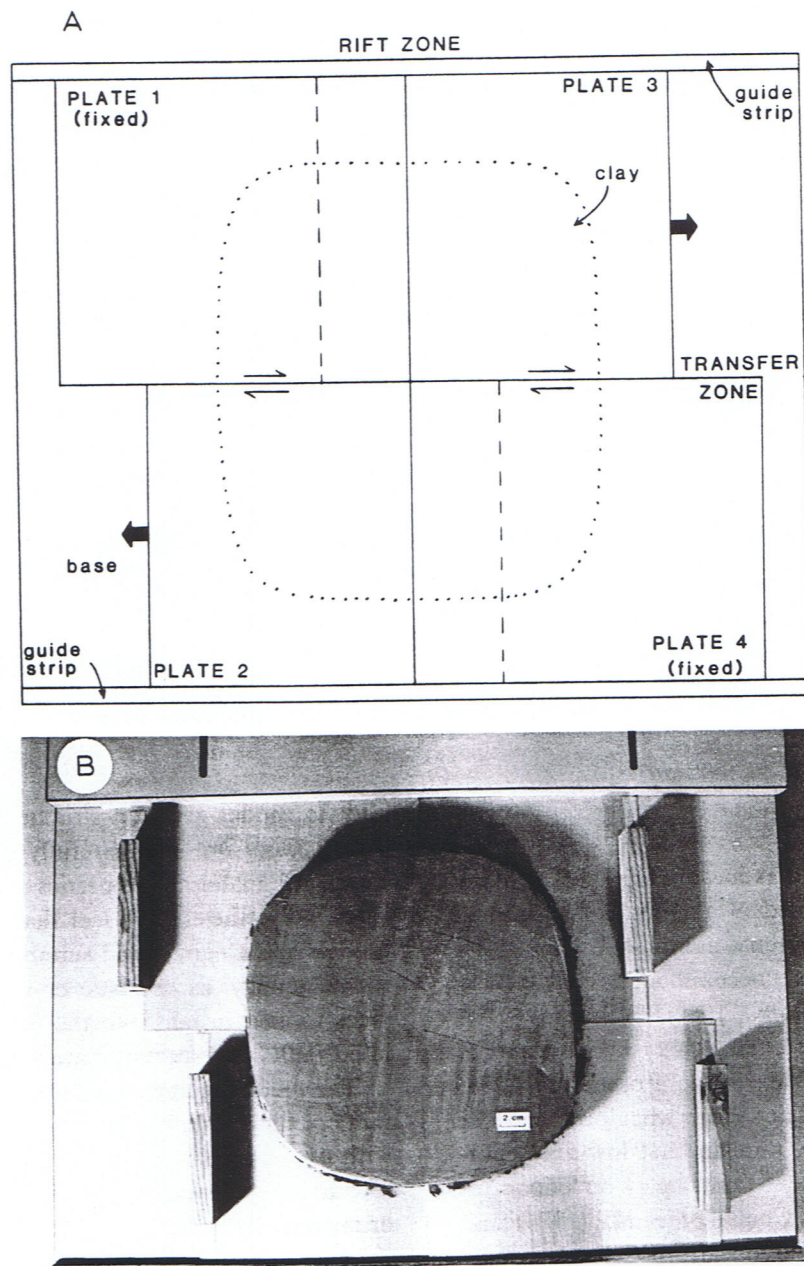 A
RIFT ZONE
PLATE 1
(fixed)
PLATE 3
guide
strip
clay
TRANSFER
ZONE
base
guide
strip
PLATE 2
PLATE 4
(fixed)
B
2 cm